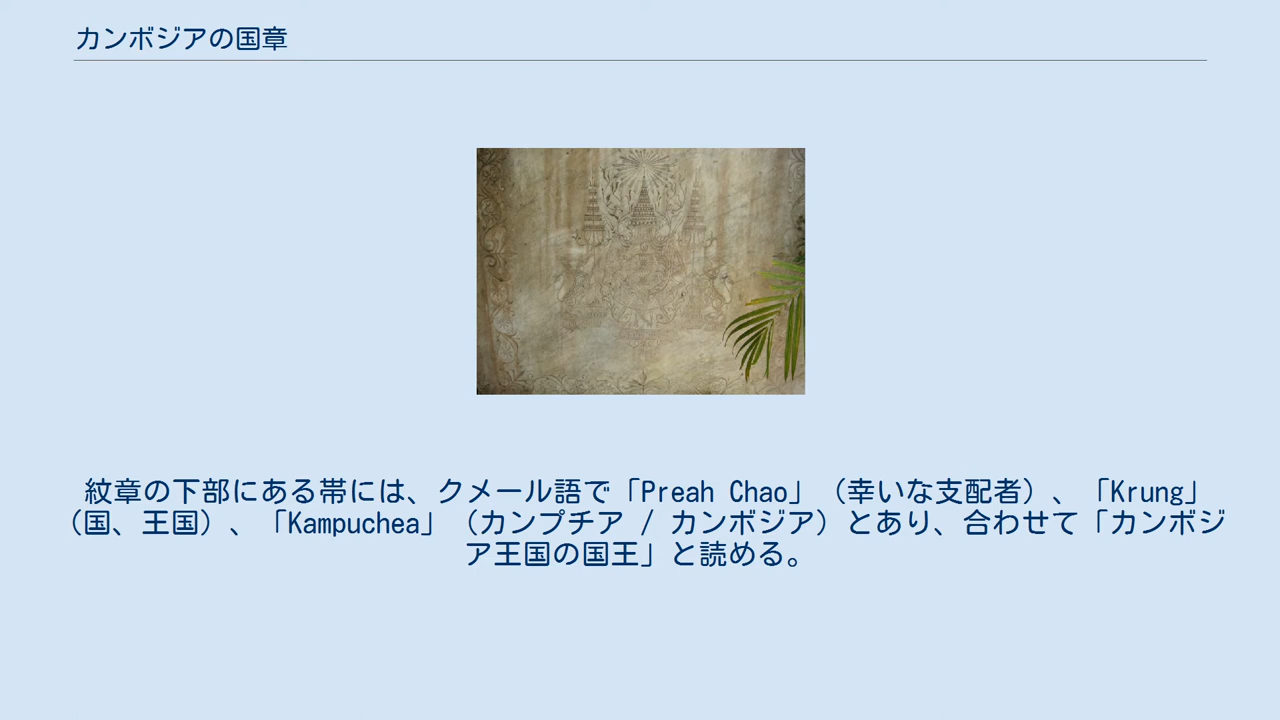 カンボジアの国章
紋章の下部にある帯には、クメール語で「Preah Chao」（幸いな支配者）、「Krung」
（国、王国）、「Kampuchea」（カンプチア / カンボジア）とあり、合わせて「カンボジ
ア王国の国王」と読める。